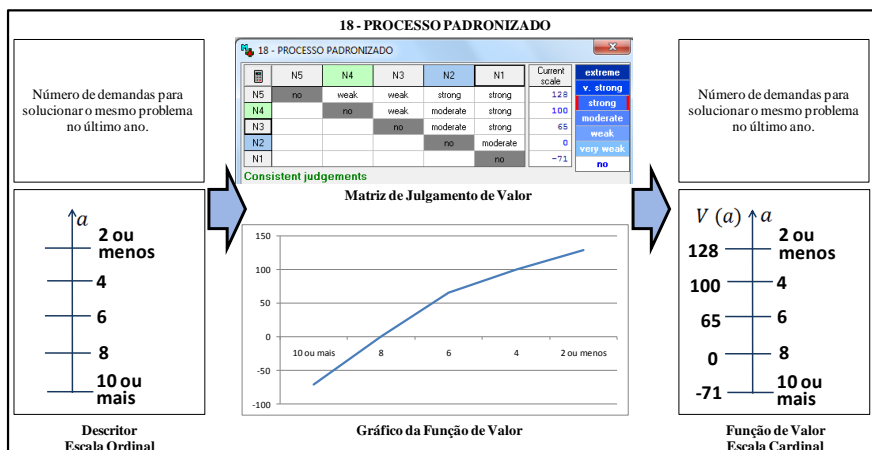 18 - PROCESSO PADRONIZADO
Número de demandas para
solucionar o mesmo problema
no último ano.
a
2 ou
menos
4
6
8
10 ou
mais
Descritor
Escala Ordinal
18 - PROCESSO PADRONIZADO
x
N5 N4 N3 N2 N1 Current
scale
N5 no weak weak strong strong 128
N4 no weak moderate strong 100
N3 no moderate strong 65
N2 no moderate 0
N1 no -71
extreme
v. strong
strong
moderate
weak
very weak
no
Consistent judgements
Matriz de Julgamento de Valor
150
100
50
0
-50
-100
10 ou mais 8 6 4 2 ou menos
Gráfico da Função de Valor
Número de demandas para
solucionar o mesmo problema
no último ano.
V (a) a
128 2 ou
menos
100 4
65 6
0 8
-71 10 ou
mais
Função de Valor
Escala Cardinal